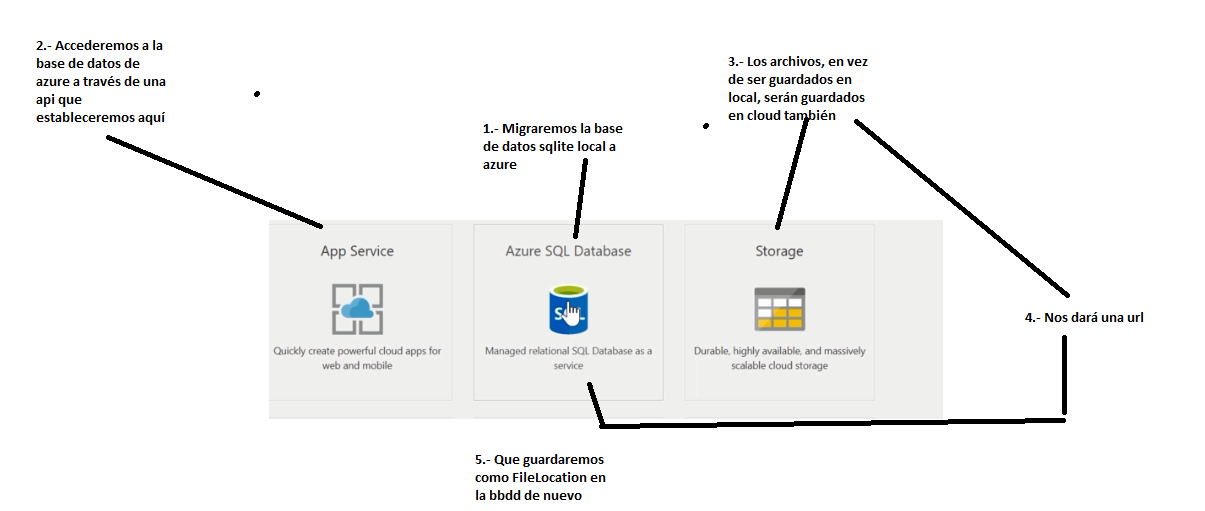 2.- Accederemos a la
base de datos de
azure a través de una
api que
estableceremos aquí
1.- Migraremos la base
de datos sqlite local a
azure
3.- Los archivos, en vez
de ser guardados en
local, serán guardados
en cloud también
App Service
Quickly create powerful cloud apps for
web and mobile
Azure SQL Database
SQL
Managed relational SQL Database as a
service
Storage
Durable, highly available, and massively
scalable cloud storage
4.- Nos dará una url
5.- Que guardaremos
como FileLocation en
la bbdd de nuevo